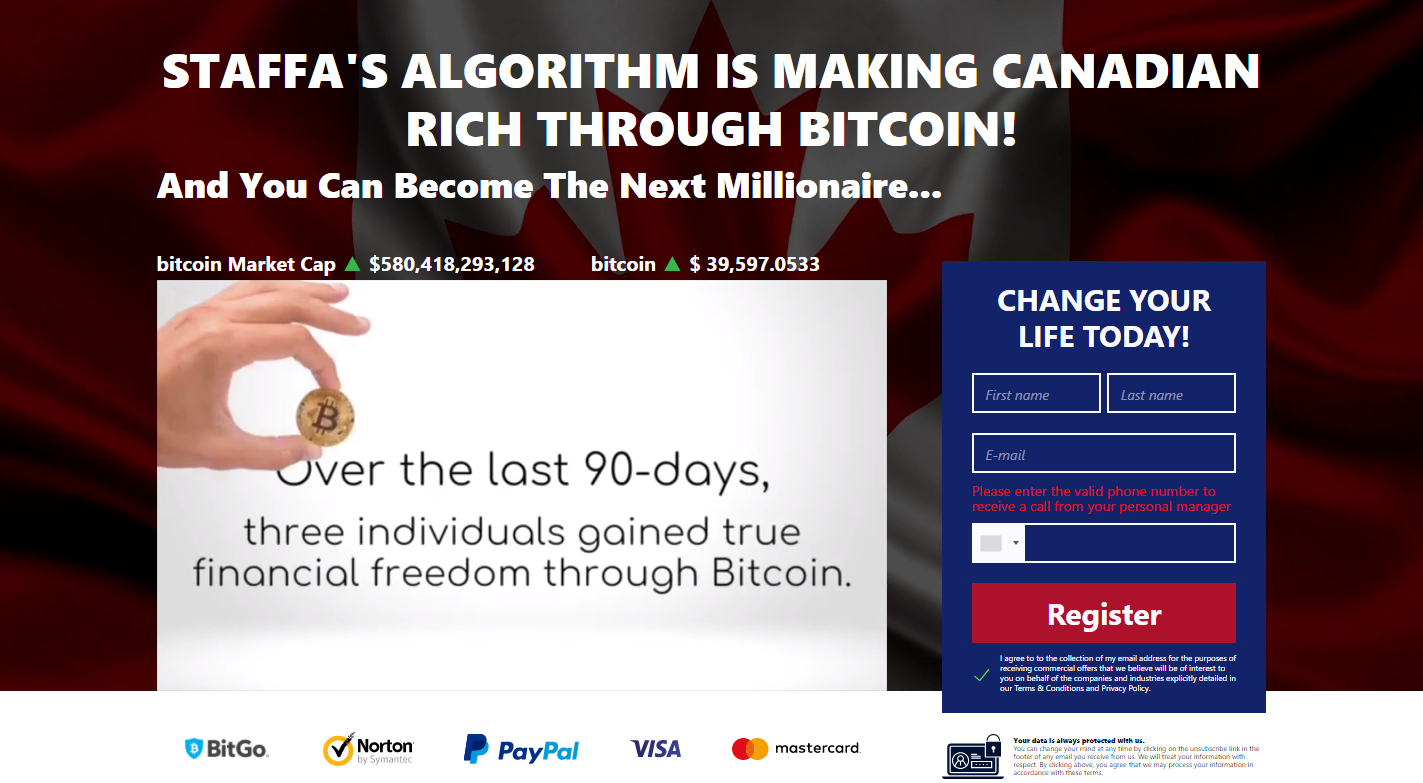 STAFFA'S ALGORITHM IS MAKING CANADIAN
RICH THROUGH BITCOIN!
And You Can Become The Next Millionaire...
bitcoin Market Cap ▲ $580,418,293,128
bitcoin ▲ $ 39,597.0533
Over the last 90-days,
three individuals gained true
financial freedom through Bitcoin.
CHANGE YOUR
LIFE TODAY!
First name
Last name
E-mail
Please enter the valid phone number to
receive a call from your personal manager
Register
I agree to to the collection of my email address for the purposes of
receiving commercial offers that we believe will be of interest to
you on behalf of the companies and industries explicitly detailed in
our Terms & Conditions and Privacy Policy.
BitGo
Norton
by Symantec
PayPal
VISA
mastercard.
Your data is always protected with us.
You can change your mind at any time by clicking on the unsubscribe link in the
footer of any email you receive from us. We will treat your information with
respect. By clicking above, you agree that we may process your information in
accordance with these terms.